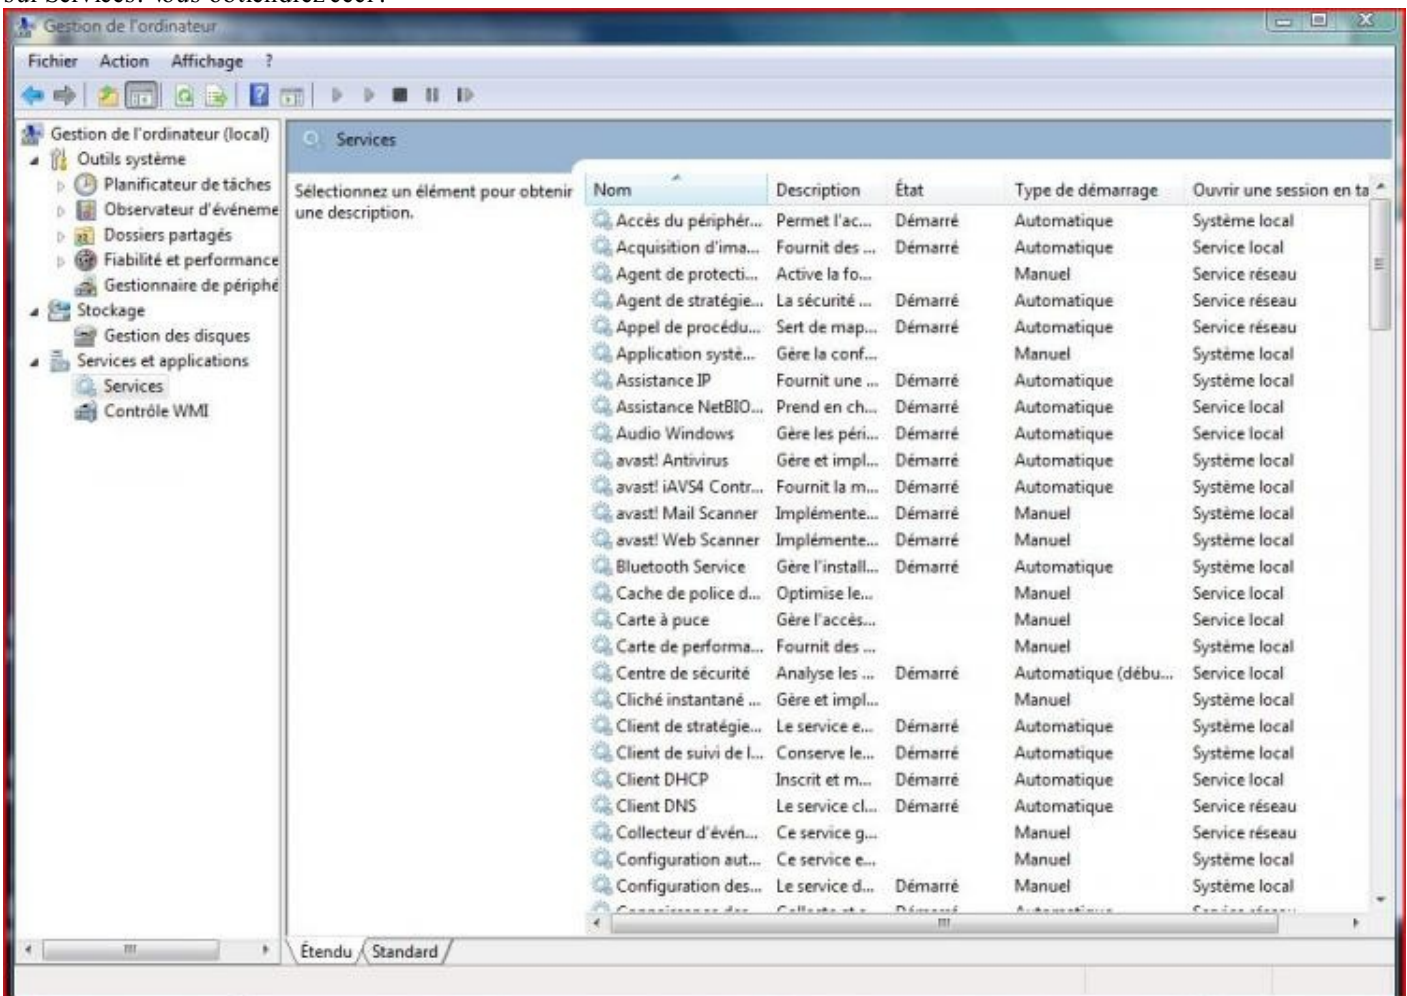 Gestion de l'ordinateur
Fichier Action Affichage ?
Gestion de l'ordinateur (local)
Outils système
Planificateur de tâches
Observateur d'événeme
Dossiers partagés
Fiabilité et performance
Gestionnaire de périphé
Stockage
Gestion des disques
Services et applications
Services
Contrôle WMI
Services
Sélectionnez un élément pour obtenir
une description.
Nom Description État Type de démarrage Ouvrir une session en ta
Accès du périphér... Permet l'ac... Démarré Automatique Système local
Acquisition d'ima... Fournit des ... Démarré Automatique Service local
Agent de protecti... Active la fo... Manuel Service réseau
Agent de stratégie... La sécurité ... Démarré Automatique Service réseau
Appel de procédu... Sert de map... Démarré Automatique Service réseau
Application systè... Gère la conf... Manuel Système local
Assistance IP Fournit une ... Démarré Automatique Système local
Assistance NetBIO... Prend en ch... Démarré Automatique Service local
Audio Windows Gère les péri... Démarré Automatique Service local
avast! Antivirus Gère et impl... Démarré Automatique Système local
avast! iAVS4 Contr... Fournit la m... Démarré Automatique Système local
avast! Mail Scanner Implémente... Démarré Manuel Système local
avast! Web Scanner Implémente... Démarré Manuel Système local
Bluetooth Service Gère l'install... Démarré Automatique Système local
Cache de police d... Optimise le... Manuel Service local
Carte à puce Gère l'accès... Manuel Service local
Carte de performa... Fournit des ... Manuel Système local
Centre de sécurité Analyse les ... Démarré Automatique (débu... Service local
Cliché instantané ... Gère et impl... Manuel Système local
Client de stratégie... Le service e... Démarré Automatique Système local
Client de suivi de l... Conserve le... Démarré Automatique Système local
Client DHCP Inscrit et m... Démarré Automatique Service local
Client DNS Le service cl... Démarré Automatique Service réseau
Collecteur d'évén... Ce service g... Manuel Service réseau
Configuration aut... Ce service e... Manuel Système local
Configuration des... Le service d... Démarré Manuel Système local
Étendu Standard